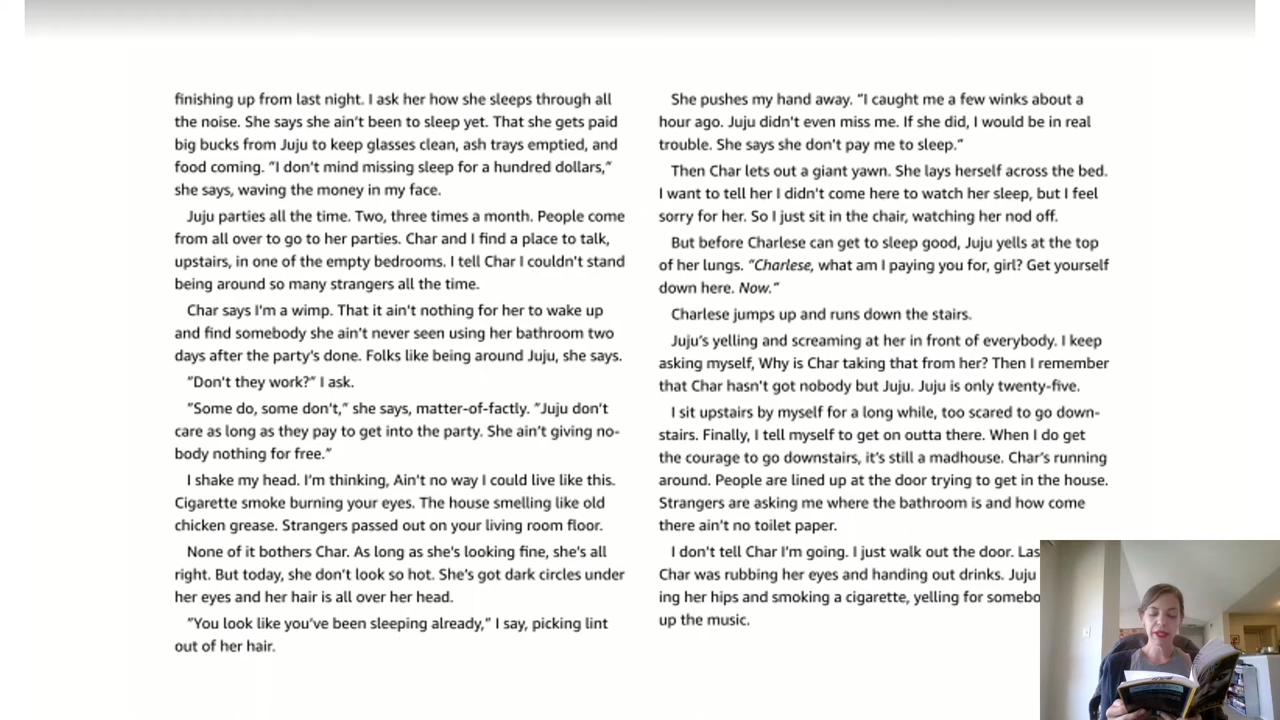 finishing up from last night. I ask her how she sleeps through all
the noise. She says she ain't been to sleep yet. That she gets paid
big bucks from Juju to keep glasses clean, ash trays emptied, and
food coming. “I don't mind missing sleep for a hundred dollars,”
she says, waving the money in my face.
Juju parties all the time. Two, three times a month. People come
from all over to go to her parties. Char and I find a place to talk,
upstairs, in one of the empty bedrooms. I tell Char I couldn't stand
being around so many strangers all the time.
Char says I'm a wimp. That it ain't nothing for her to wake up
and find somebody she ain't never seen using her bathroom two
days after the party's done. Folks like being around Juju, she says.
“Don't they work?” I ask.
“Some do, some don't,” she says, matter-of-factly. “Juju don't
care as long as they pay to get into the party. She ain't giving no-
body nothing for free.”
I shake my head. I'm thinking, Ain't no way I could live like this.
Cigarette smoke burning your eyes. The house smelling like old
chicken grease. Strangers passed out on your living room floor.
None of it bothers Char. As long as she's looking fine, she's all
right. But today, she don't look so hot. She's got dark circles under
her eyes and her hair is all over her head.
“You look like you've been sleeping already,” I say, picking lint
out of her hair.
She pushes my hand away. “I caught me a few winks about a
hour ago. Juju didn't even miss me. If she did, I would be in real
trouble. She says she don't pay me to sleep.”
Then Char lets out a giant yawn. She lays herself across the bed.
I want to tell her I didn't come here to watch her sleep, but I feel
sorry for her. So I just sit in the chair, watching her nod off.
But before Charlese can get to sleep good, Juju yells at the top
of her lungs. “Charlese, what am I paying you for, girl? Get yourself
down here. Now.”
Charlese jumps up and runs down the stairs.
Juju's yelling and screaming at her in front of everybody. I keep
asking myself, Why is Char taking that from her? Then I remember
that Char hasn't got nobody but Juju. Juju is only twenty-five.
I sit upstairs by myself for a long while, too scared to go down-
stairs. Finally, I tell myself to get on outta there. When I do get
the courage to go downstairs, it's still a madhouse. Char's running
around. People are lined up at the door trying to get in the house.
Strangers are asking me where the bathroom is and how come
there ain't no toilet paper.
I don't tell Char I'm going. I just walk out the door.
Char was rubbing her eyes and handing out drinks. Juju
ing her hips and smoking a cigarette, yelling for
up the music.